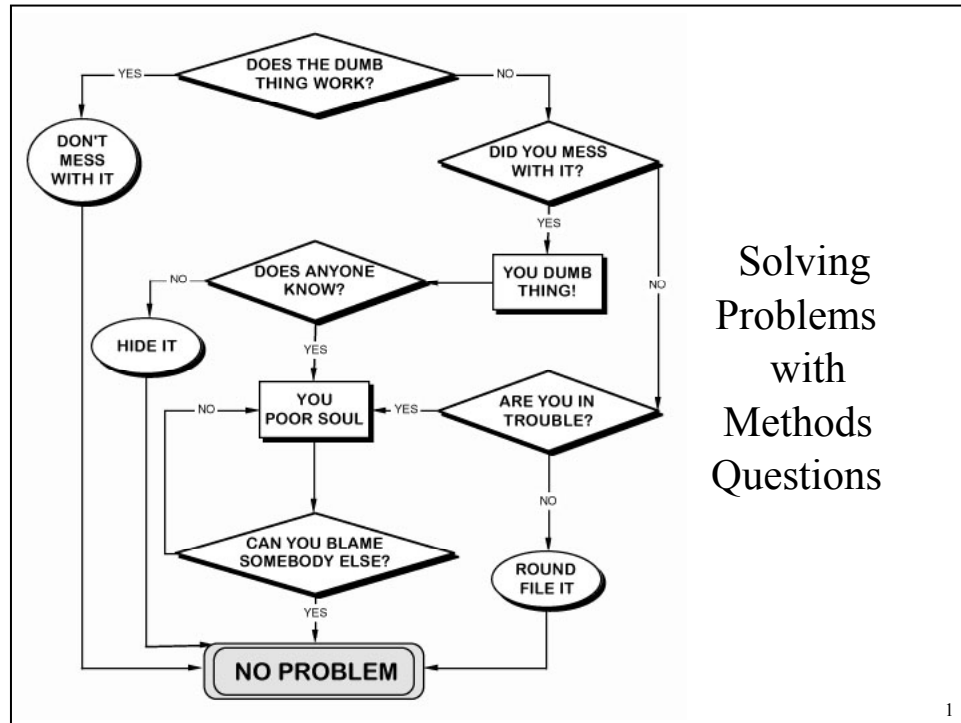 DOES THE DUMB
THING WORK?
YES
NO
DON'T
MESS
WITH IT
DID YOU MESS
WITH IT?
YES
NO
YOU DUMB
THING!
DOES ANYONE
KNOW?
NO
YES
HIDE IT
YOU
POOR SOUL
NO
YES
ARE YOU IN
TROUBLE?
NO
CAN YOU BLAME
SOMEBODY ELSE?
YES
ROUND
FILE IT
NO PROBLEM
Solving
Problems
with
Methods
Questions
1